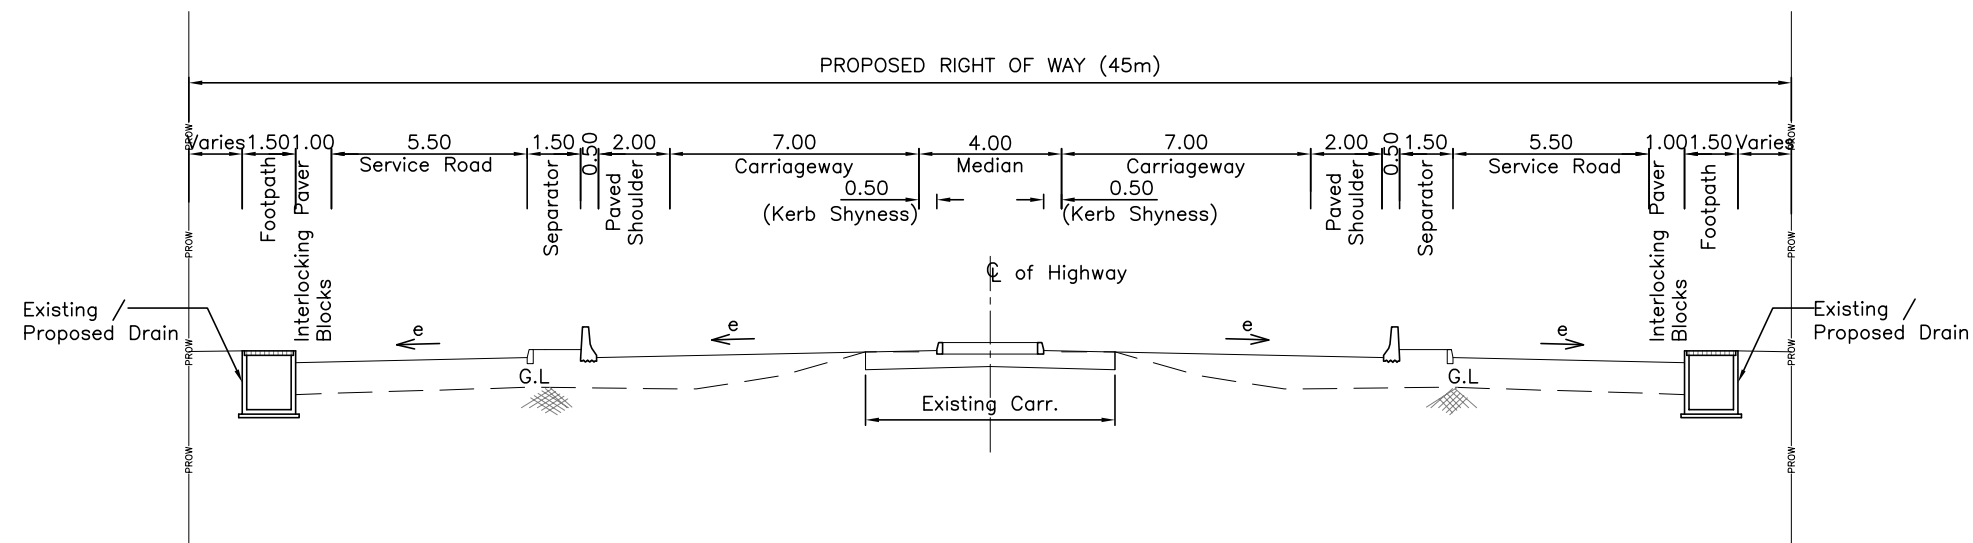 PROPOSED RIGHT OF WAY (45m)
Varies 1.50 1.00 5.50 1.50 0.50 2.00 7.00 4.00 7.00 2.00 0.50 1.50 5.50 1.00 1.50 Varies
Footpath
Interlocking Paver
Blocks
Service Road
Separator
Paved
Shoulder
Carriageway
Median
Carriageway
Paved
Shoulder
Separator
Service Road
Interlocking Paver
Blocks
Footpath
0.50
(Kerb Shyness)
0.50
(Kerb Shyness)
PROW
PROW
PROW
PROW
PROW
PROW
PROW
PROW
℄ of Highway
Existing /
Proposed Drain
e
e
e
e
Existing /
Proposed Drain
G.L
G.L
Existing Carr.